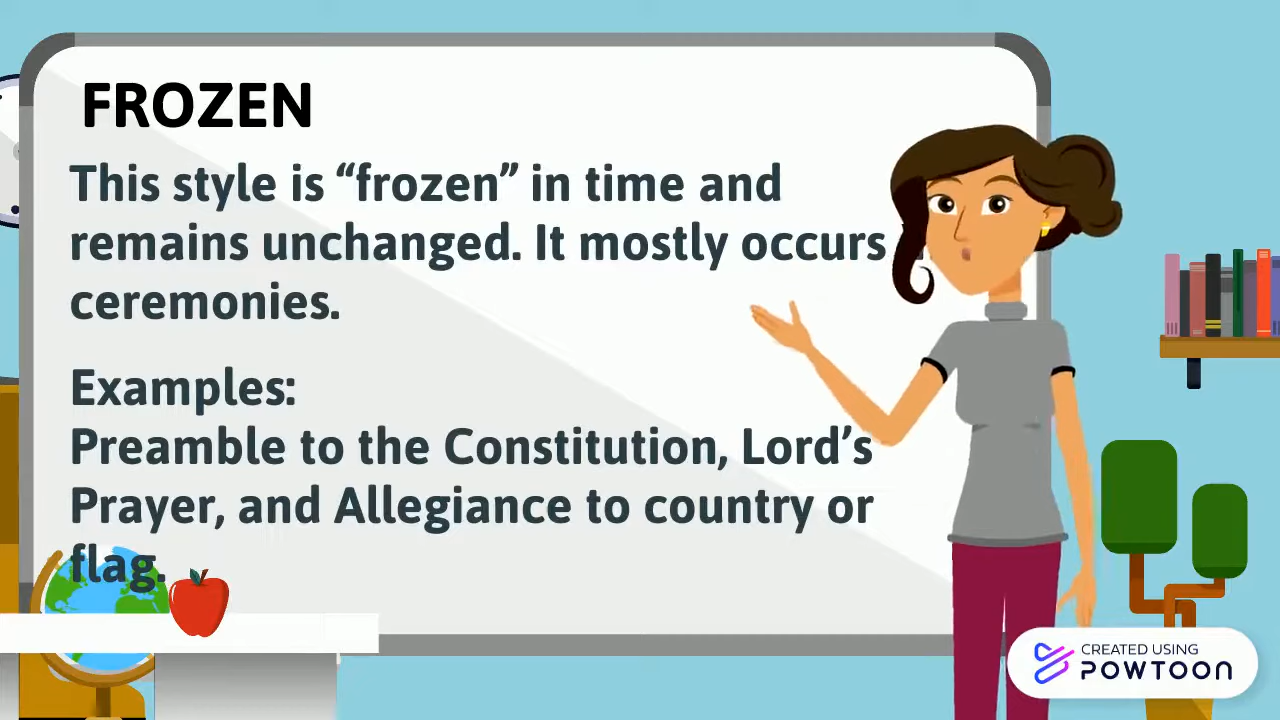 FROZEN
This style is “frozen” in time and
remains unchanged. It mostly occurs
ceremonies.
Examples:
Preamble to the Constitution, Lord’s
Prayer, and Allegiance to country or
flag.
CREATED USING
POWTOON